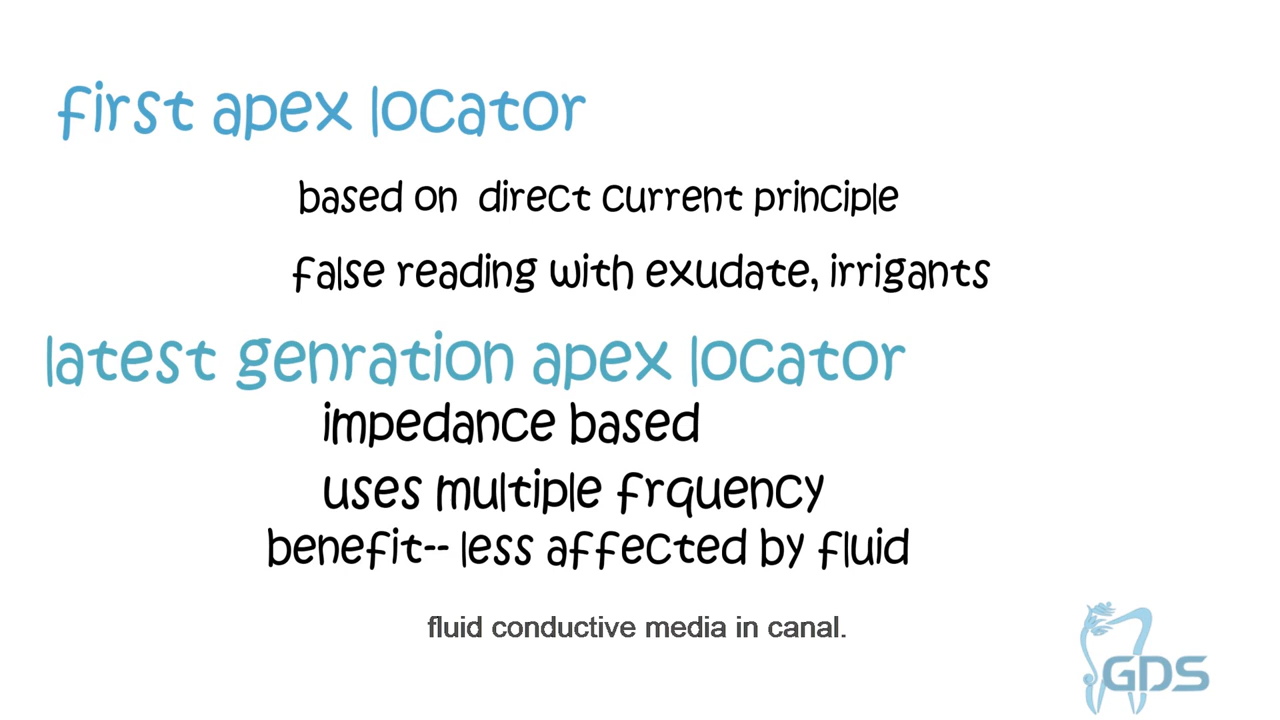 first apex locator
based on direct current principle
false reading with exudate, irrigants
latest genration apex locator
impedance based
uses multiple frquency
benefit-- less affected by fluid
fluid conductive media in canal.
GDS